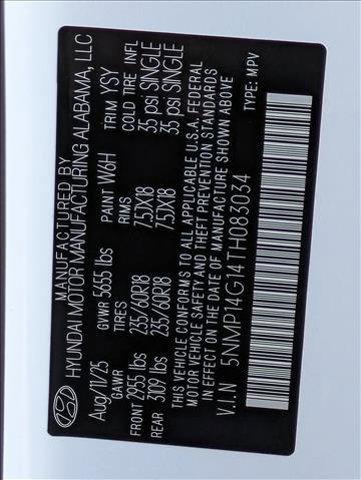 MANUFACTURED BY
HYUNDAI MOTOR MANUFACTURING ALABAMA, LLC
Aug/11/25 GVWR 5655 lbs PAINT W6H TRIM YSY
GAWR TIRES RIMS COLD TIRE INFL
FRONT 2955 lbs 235/60R18 7.5JX18 35 psi SINGLE
REAR 3109 lbs 235/60R18 7.5JX18 35 psi SINGLE
THIS VEHICLE CONFORMS TO ALL APPLICABLE U.S.A. FEDERAL
MOTOR VEHICLE SAFETY AND THEFT PREVENTION STANDARDS
IN EFFECT ON THE DATE OF MANUFACTURE SHOWN ABOVE
V.I.N 5NMP14G14TH083034 TYPE: MPV